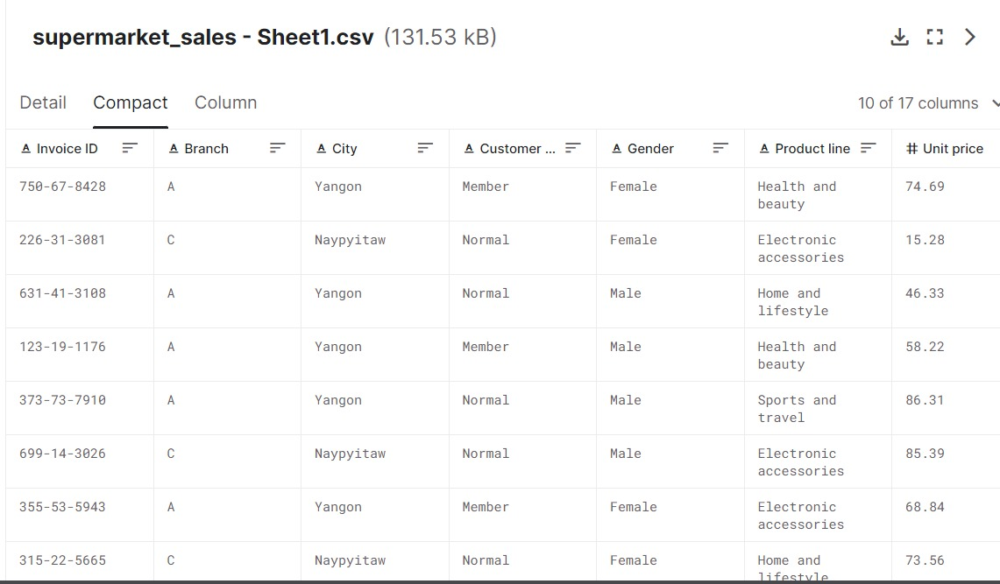 supermarket_sales - Sheet1.csv (131.53 kB)
Detail Compact Column 10 of 17 columns
A Invoice ID A Branch A City A Customer ... A Gender A Product line # Unit price
750-67-8428 A Yangon Member Female Health and 74.69
beauty
226-31-3081 C Naypyitaw Normal Female Electronic 15.28
accessories
631-41-3108 A Yangon Normal Male Home and 46.33
lifestyle
123-19-1176 A Yangon Member Male Health and 58.22
beauty
373-73-7910 A Yangon Normal Male Sports and 86.31
travel
699-14-3026 C Naypyitaw Normal Male Electronic 85.39
accessories
355-53-5943 A Yangon Member Female Electronic 68.84
accessories
315-22-5665 C Naypyitaw Normal Female Home and 73.56
lifestyle